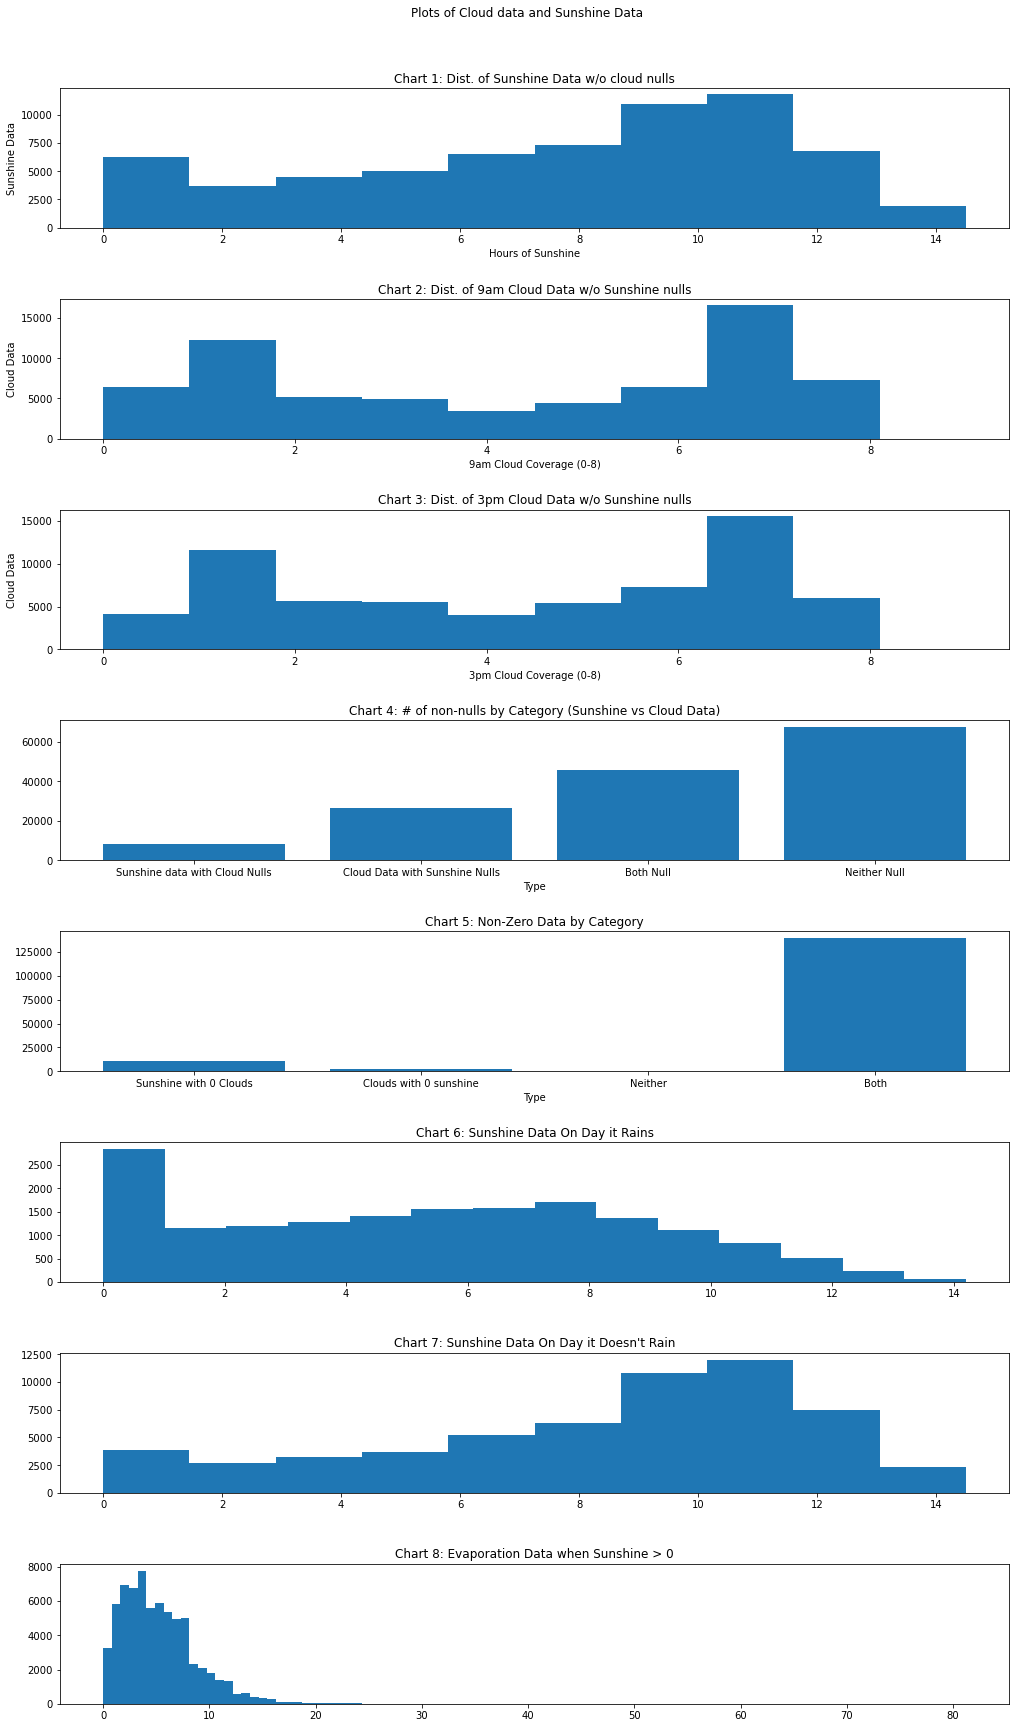 Plots of Cloud data and Sunshine Data
Chart 1: Dist. of Sunshine Data w/o cloud nulls
Sunshine Data
10000
7500
5000
2500
0
0 2 4 6 8 10 12 14
Hours of Sunshine
Chart 2: Dist. of 9am Cloud Data w/o Sunshine nulls
Cloud Data
15000
10000
5000
0
0 2 4 6 8
9am Cloud Coverage (0-8)
Chart 3: Dist. of 3pm Cloud Data w/o Sunshine nulls
Cloud Data
15000
10000
5000
0
0 2 4 6 8
3pm Cloud Coverage (0-8)
Chart 4: # of non-nulls by Category (Sunshine vs Cloud Data)
60000
40000
20000
0
Sunshine data with Cloud Nulls Cloud Data with Sunshine Nulls Both Null Neither Null
Type
Chart 5: Non-Zero Data by Category
125000
100000
75000
50000
25000
0
Sunshine with 0 Clouds Clouds with 0 sunshine Neither Both
Type
Chart 6: Sunshine Data On Day it Rains
2500
2000
1500
1000
500
0
0 2 4 6 8 10 12 14
Chart 7: Sunshine Data On Day it Doesn't Rain
12500
10000
7500
5000
2500
0
0 2 4 6 8 10 12 14
Chart 8: Evaporation Data when Sunshine > 0
8000
6000
4000
2000
0
0 10 20 30 40 50 60 70 80